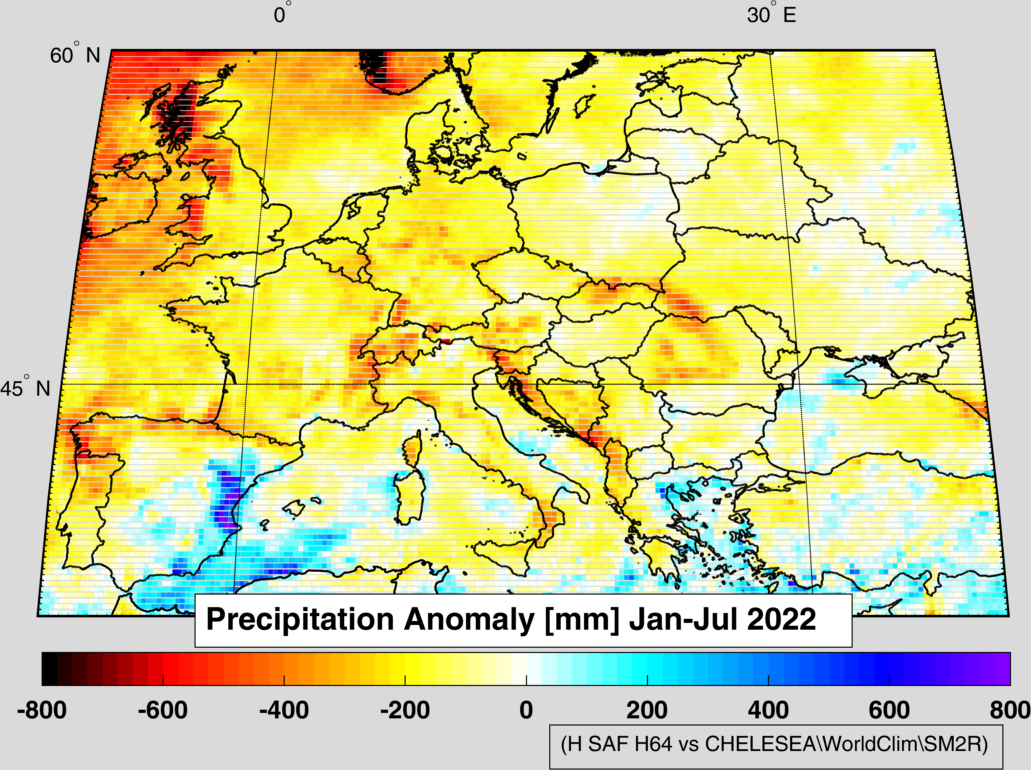 0° 30° E
60° N
45° N
Precipitation Anomaly [mm] Jan-Jul 2022
-800 -600 -400 -200 0 200 400 600 800
(H SAF H64 vs CHELESEA\WorldClim\SM2R)